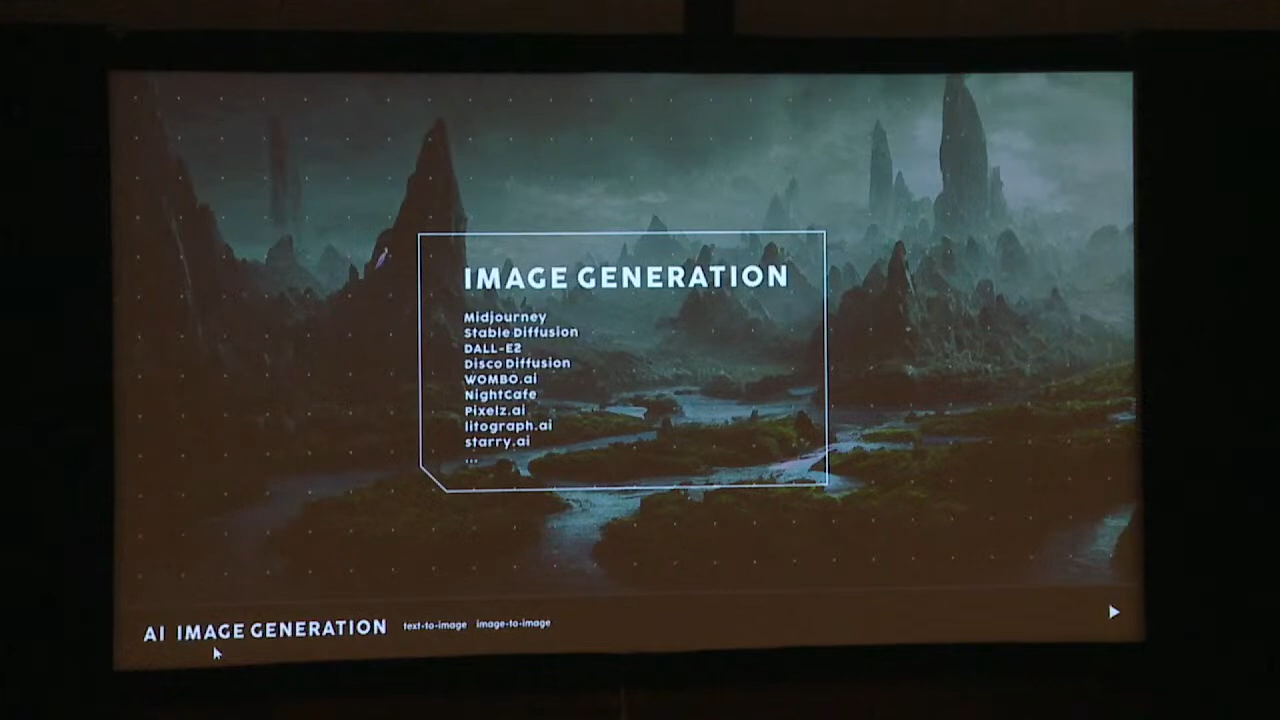 IMAGE GENERATION
Midjourney
Stable Diffusion
DALL-E2
Disco Diffusion
WOMBO.ai
NightCafe
Pixelz.ai
litograph.ai
starry.ai
...
AI IMAGE GENERATION text-to-image image-to-image